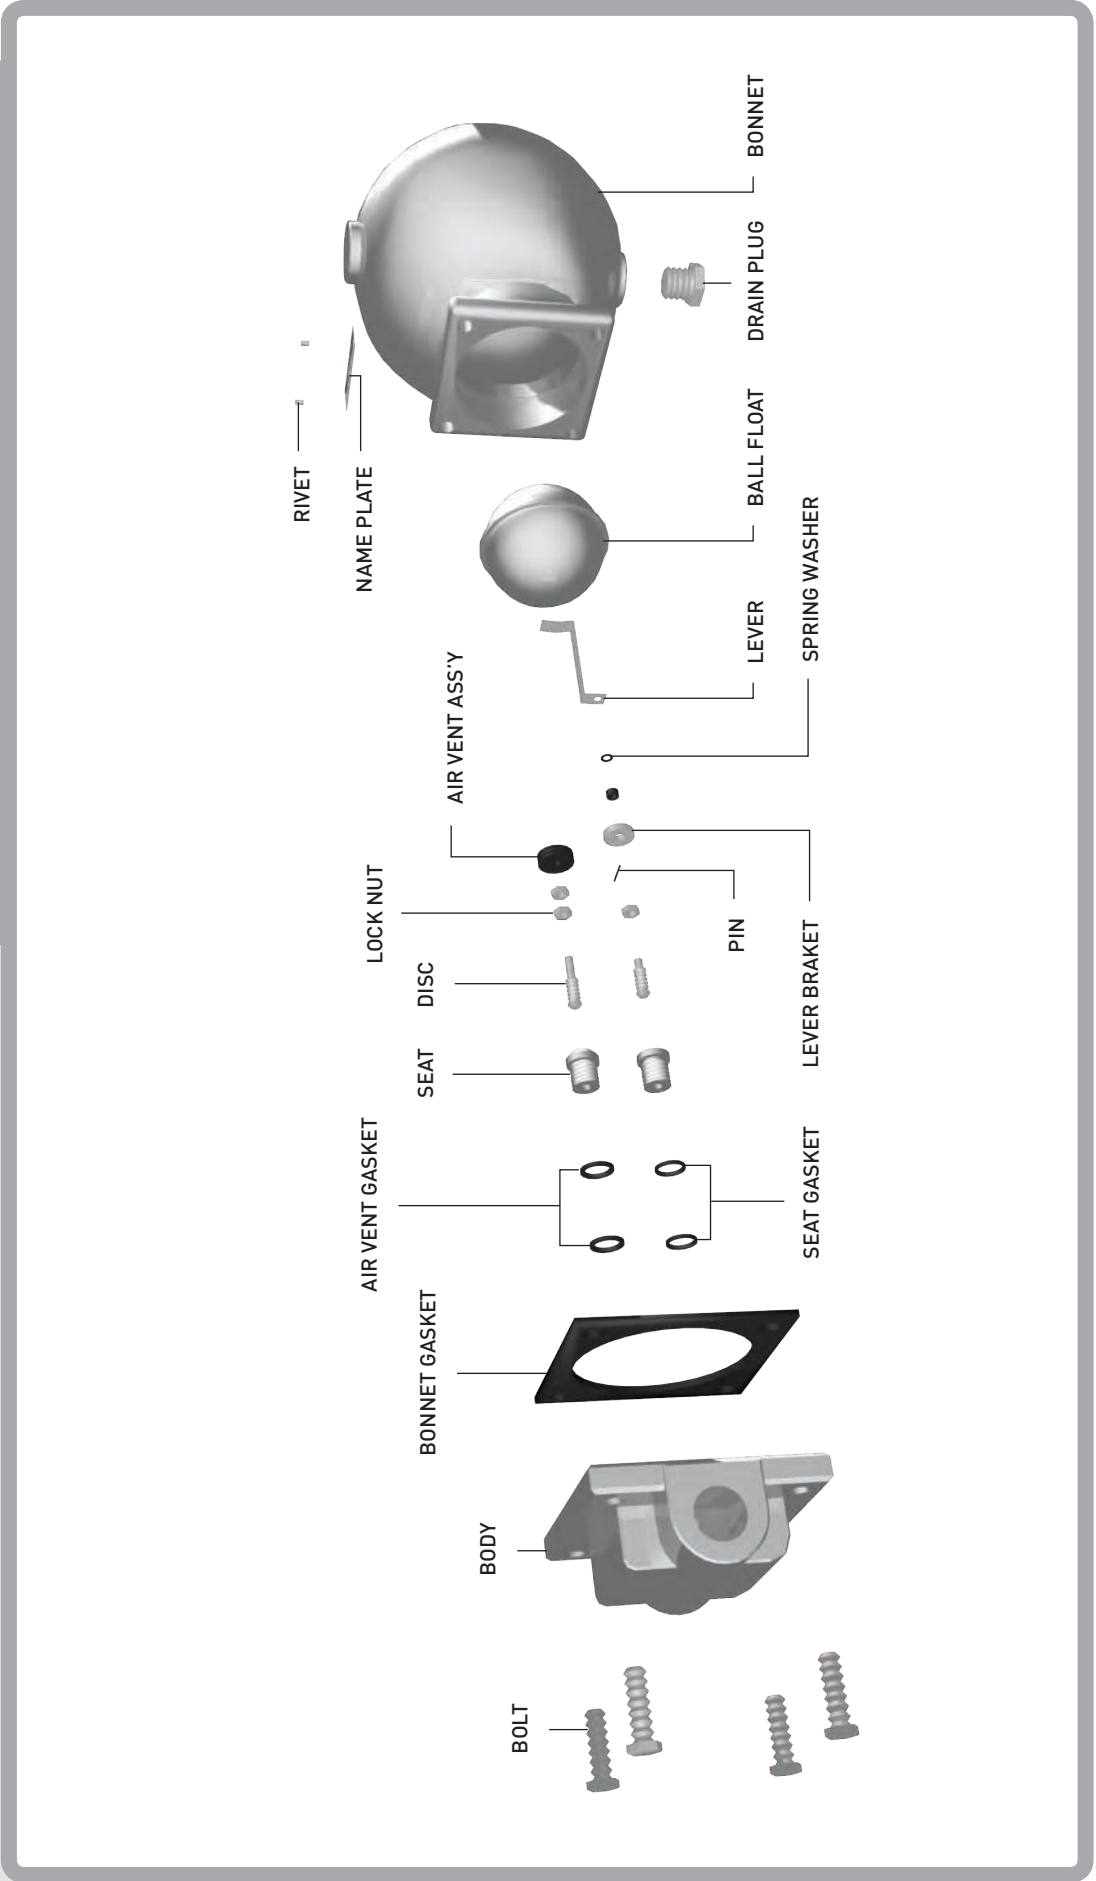 RIVET
NAME PLATE
AIR VENT GASKET
LOCK NUT
BONNET GASKET
SEAT
DISC
AIR VENT ASS'Y
BODY
BOLT
PIN
LEVER
BALL FLOAT
DRAIN PLUG
BONNET
SEAT GASKET
LEVER BRAKET
SPRING WASHER